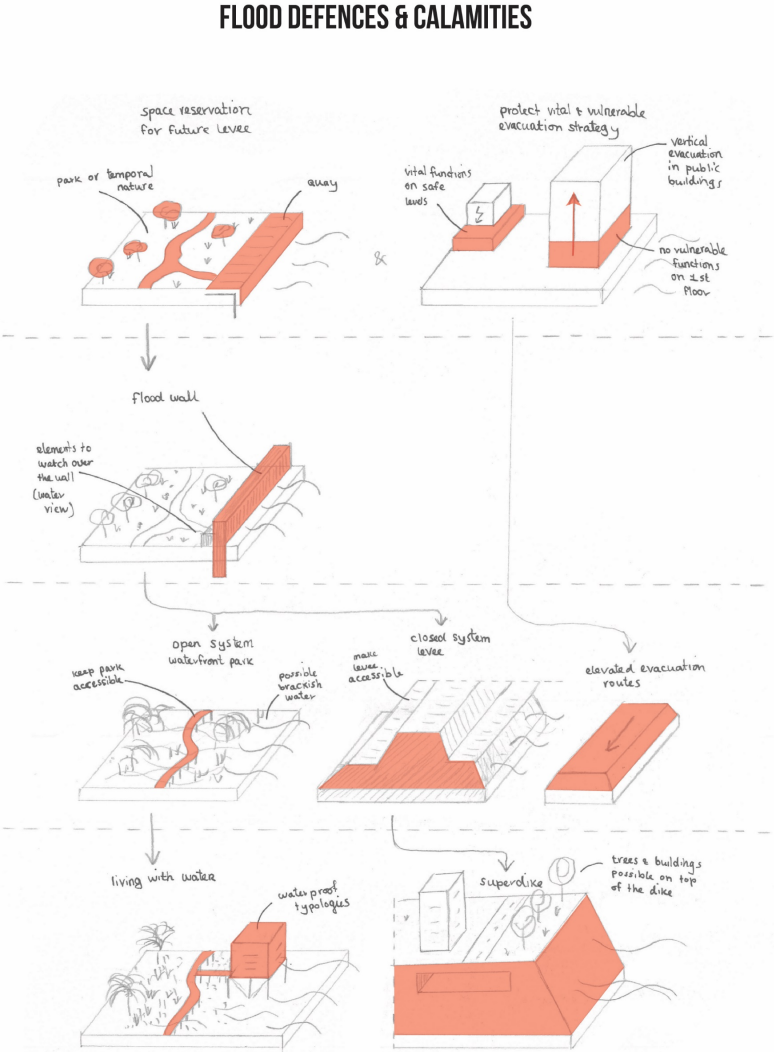 FLOOD DEFENCES & CALAMITIES
space reservation
for future levee
park or temporal
nature
quay
&
protect vital & vulnerable
evacuation strategy
vital functions
on safe
levels
vertical
evacuation
in public
buildings
no vulnerable
functions
on 1st
floor
flood wall
elements to
watch over
the wall
(water
view)
open system
waterfront park
keep park
accessible
possible
brackish
water
closed system
levee
make
levee
accessible
elevated evacuation
routes
living with water
waterproof
typologies
superdike
trees & buildings
possible on top
of the dike